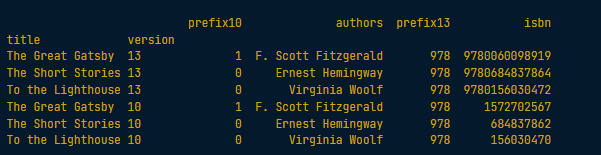 prefix10              authors  prefix13           isbn
title             version
The Great Gatsby  13             1  F. Scott Fitzgerald       978  9780060098919
The Short Stories 13             0     Ernest Hemingway       978  9780684837864
To the Lighthouse 13             0       Virginia Woolf       978  9780156030472
The Great Gatsby  10             1  F. Scott Fitzgerald       978     1572702567
The Short Stories 10             0     Ernest Hemingway       978      684837862
To the Lighthouse 10             0       Virginia Woolf       978      156030470